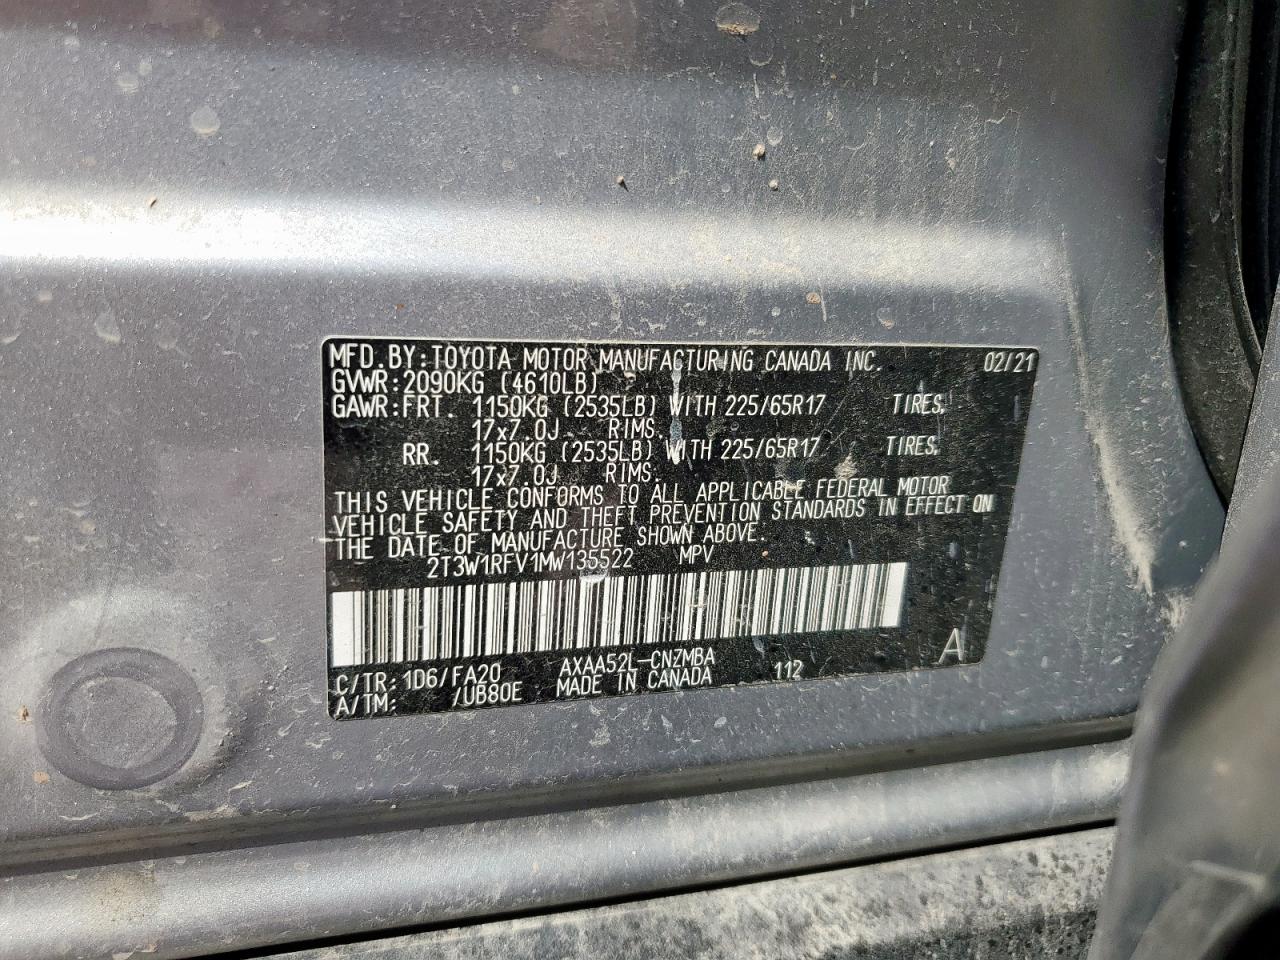 MFD.BY:TOYOTA MOTOR MANUFACTURING CANADA INC. 02/21
GVWR:2090KG (4610LB)
GAWR:FRT. 1150KG (2535LB) WITH 225/65R17 TIRES,
17x7.0J RIMS.
RR. 1150KG (2535LB) WITH 225/65R17 TIRES,
17x7.0J RIMS.
THIS VEHICLE CONFORMS TO ALL APPLICABLE FEDERAL MOTOR
VEHICLE SAFETY AND THEFT PREVENTION STANDARDS IN EFFECT ON
THE DATE OF MANUFACTURE SHOWN ABOVE.
2T3W1RFV1MW135522 MPV
C/TR:1D6/FA20 AXAA52L-CNZMBA 112 A
A/TM: /UB80E MADE IN CANADA